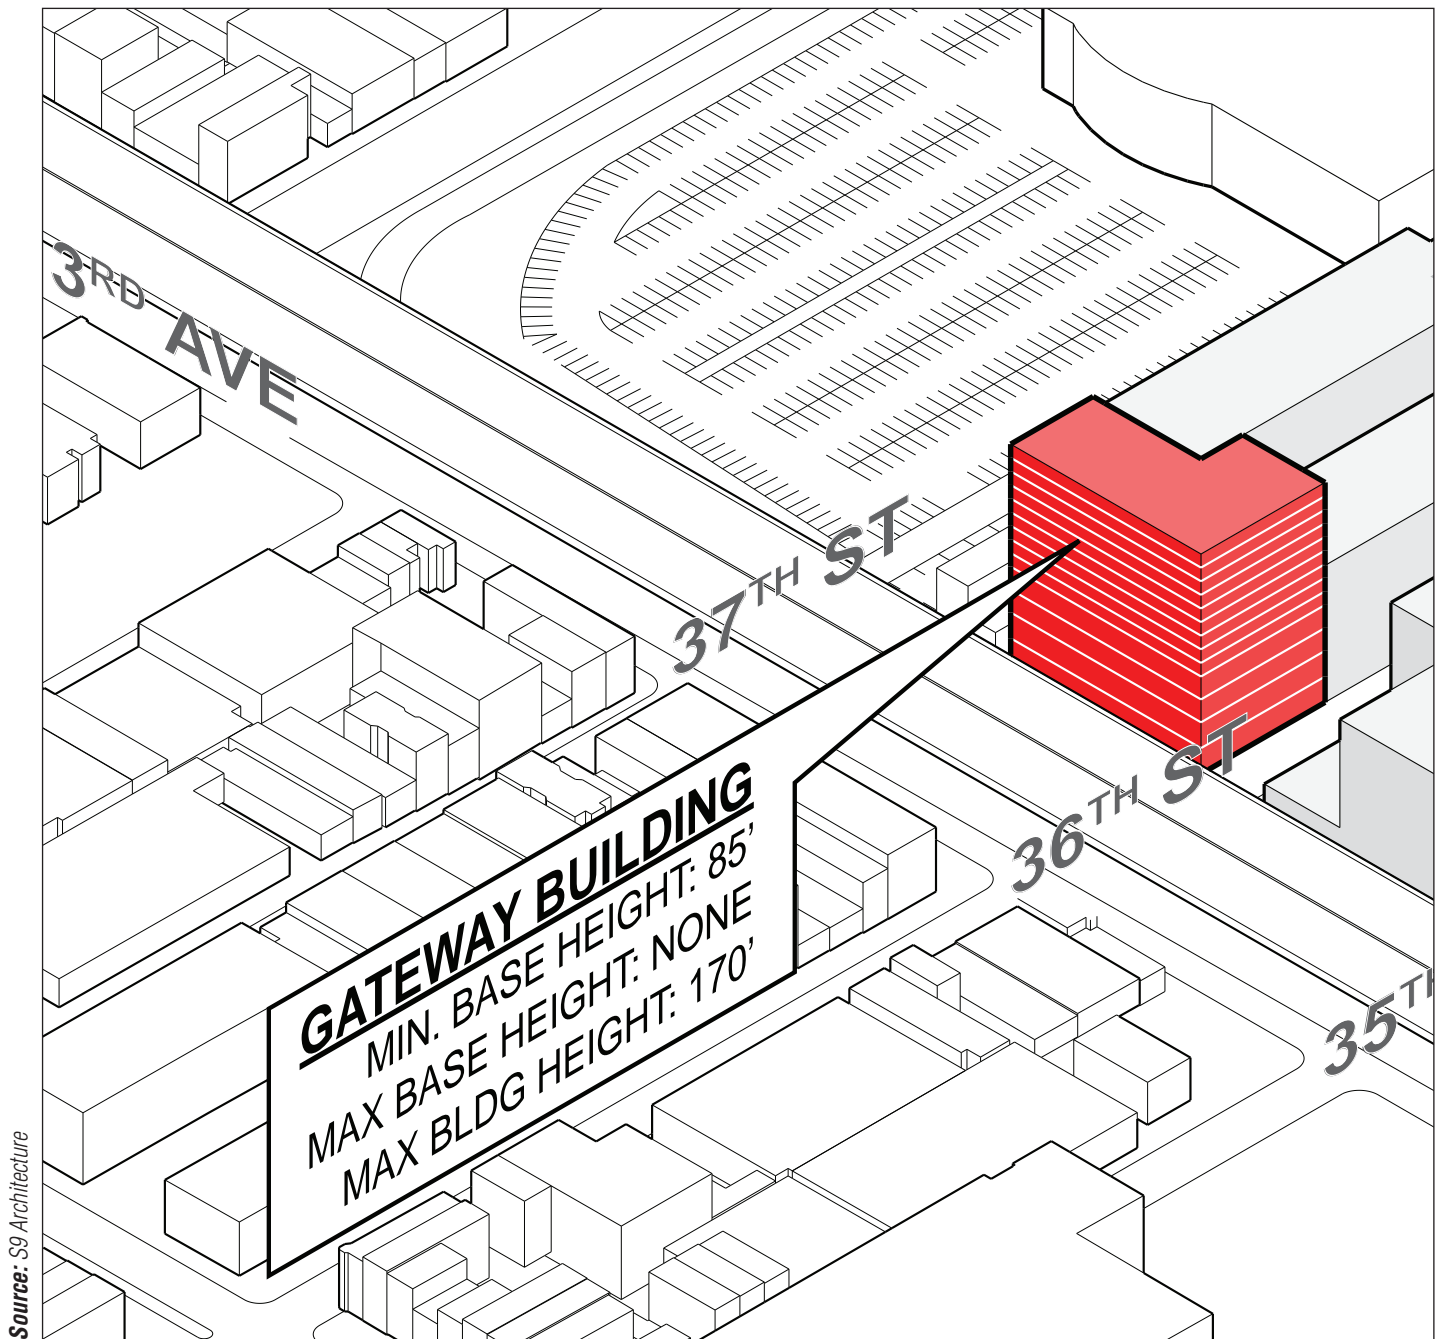 3RD AVE
37TH ST
36TH ST
35TH
GATEWAY BUILDING
MIN. BASE HEIGHT: 85’
MAX BASE HEIGHT: NONE
MAX BLDG HEIGHT: 170’
Source: S9 Architecture